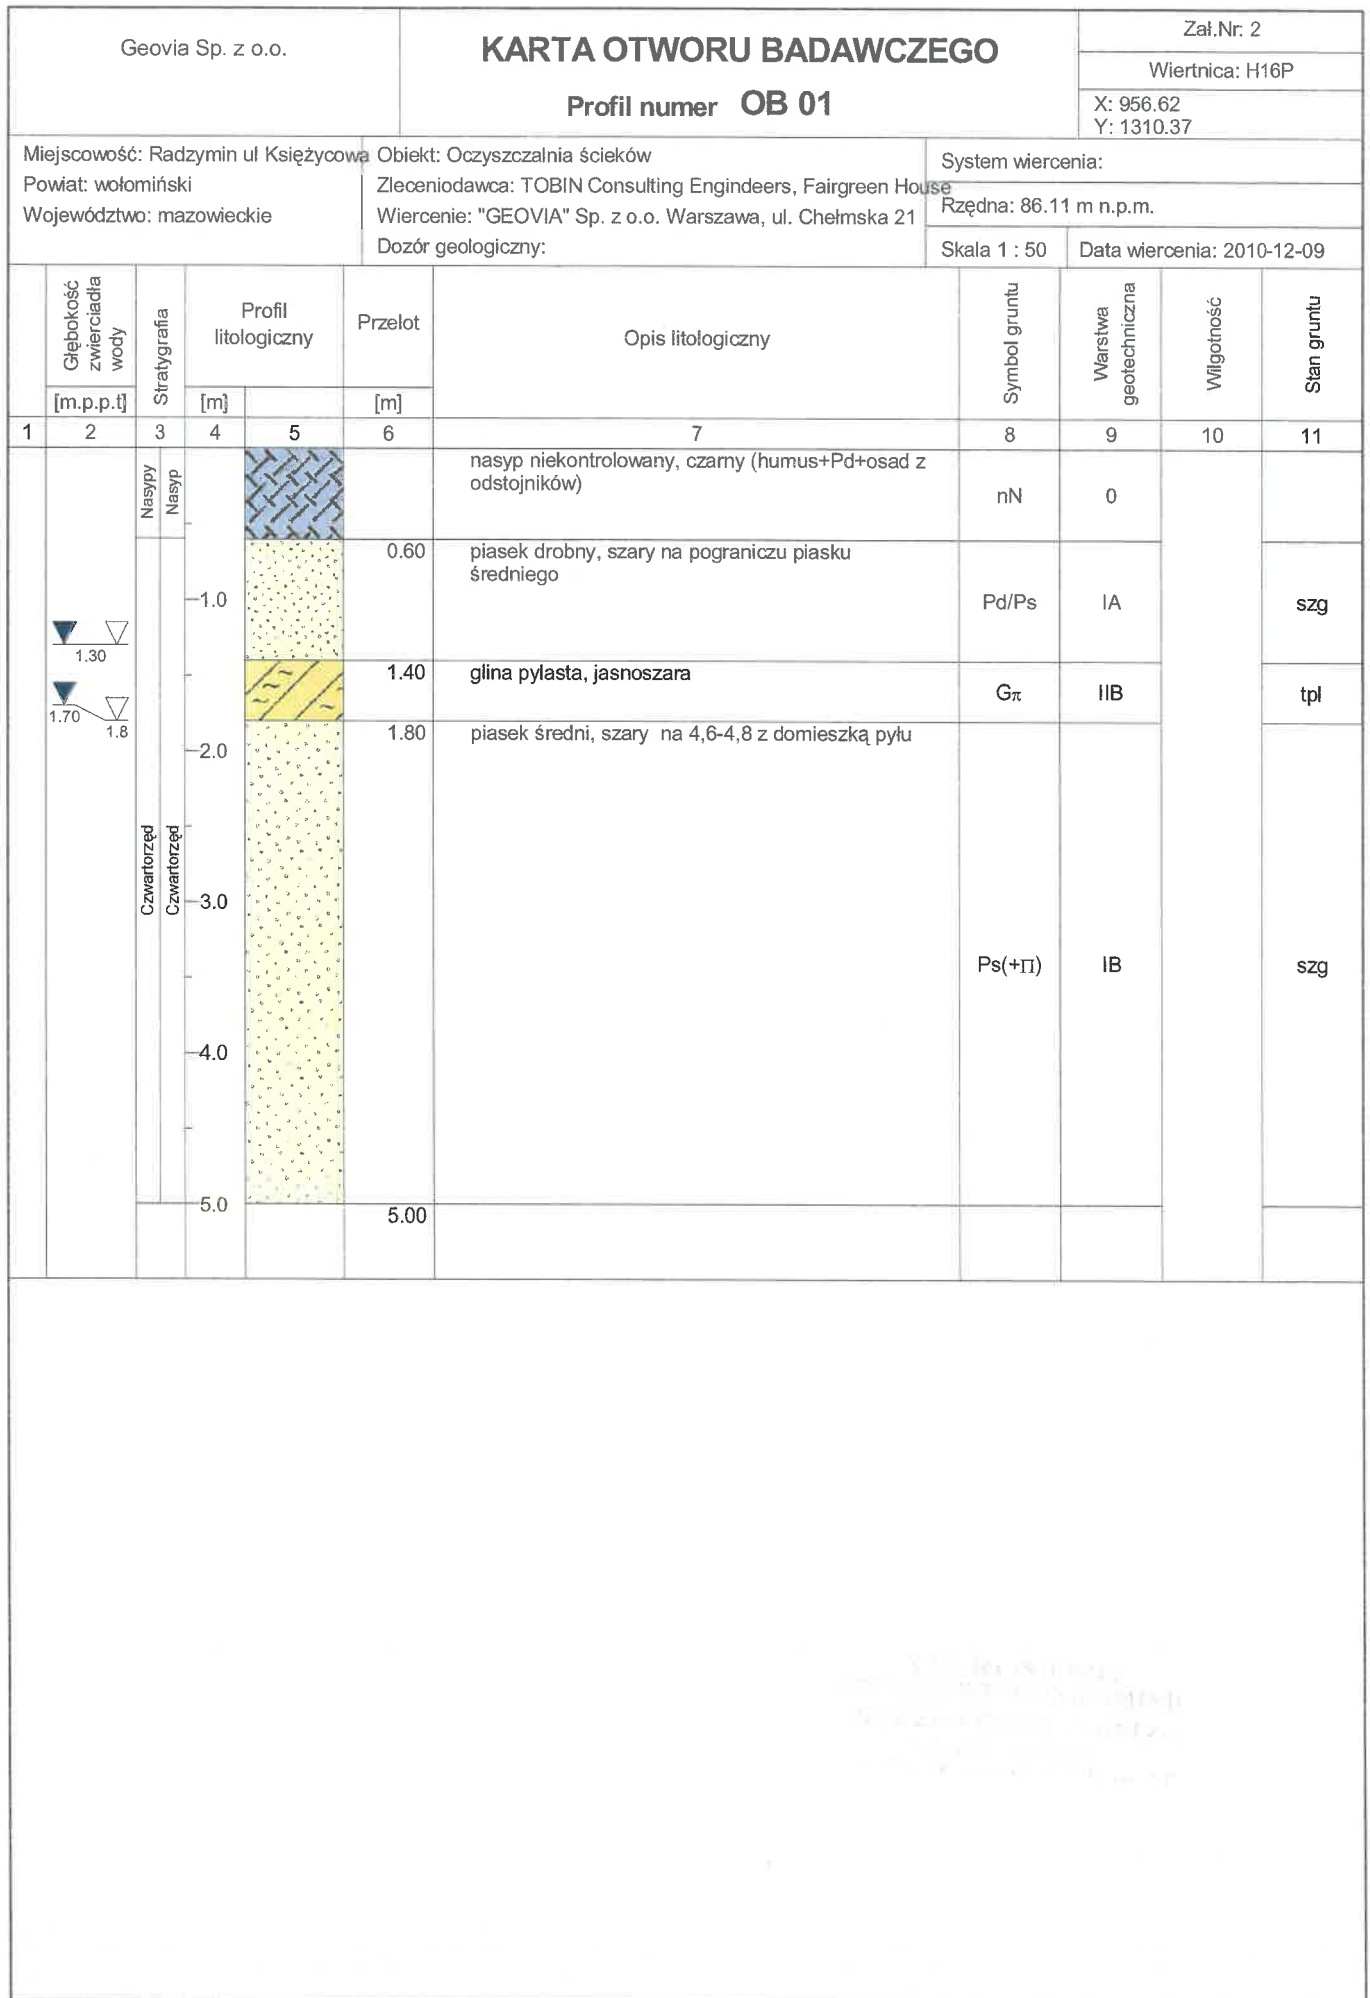 Geovia Sp. z o.o.
KARTA OTWORU BADAWCZEGO
Profil numer OB 01
Zał.Nr: 2
Wiertnica: H16P
X: 956.62
Y: 1310.37
Miejscowość: Radzymin ul Księżycowa
Powiat: wołomiński
Województwo: mazowieckie
Obiekt: Oczyszczalnia ścieków
Zleceniodawca: TOBIN Consulting Engindeers, Fairgreen House
Wiercenie: "GEOVIA" Sp. z o.o. Warszawa, ul. Chełmska 21
Dozór geologiczny:
System wiercenia:
Rzędna: 86.11 m n.p.m.
Skala 1 : 50
Data wiercenia: 2010-12-09
Głębokość
zwierciadła
wody
[m.p.p.t]
Stratygrafia
Profil
litologiczny
[m]
Przelot
[m]
Opis litologiczny
Symbol gruntu
Warstwa
geotechniczna
Wilgotność
Stan gruntu
1 2 3 4 5 6 7 8 9 10 11
Nasypy
Nasyp
nasyp niekontrolowany, czarny (humus+Pd+osad z
odstojników)
nN 0
0.60 piasek drobny, szary na pograniczu piasku
średniego
1.0
Pd/Ps IA szg
1.30
1.40 glina pylasta, jasnoszara
Gπ IIB tpl
1.70
1.8
1.80 piasek średni, szary na 4,6-4,8 z domieszką pyłu
2.0
Czwartorzęd
Czwartorzęd
3.0
Ps(+Π) IB szg
4.0
5.0
5.00